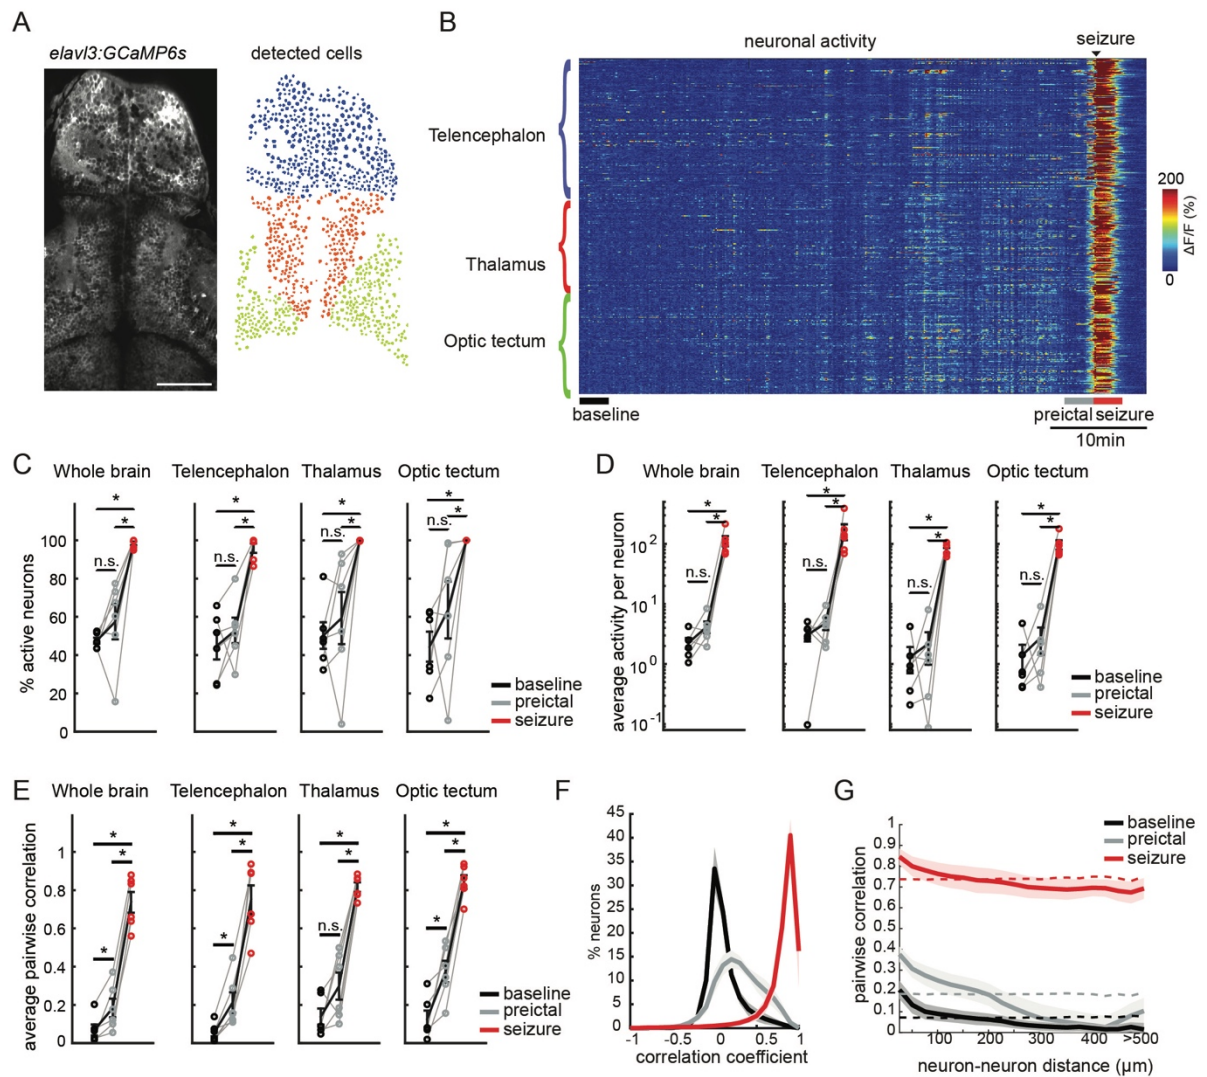 A
elavl3:GCaMP6s
detected cells
B
neuronal activity
seizure
Telencephalon
Thalamus
Optic tectum
200
ΔF/F (%)
0
baseline
preictal seizure
10min
C
Whole brain
Telencephalon
Thalamus
Optic tectum
% active neurons
100
80
60
40
20
0
*
*
n.s.
*
*
n.s.
*
n.s.
*
*
n.s.
*
baseline
preictal
seizure
D
Whole brain
Telencephalon
Thalamus
Optic tectum
average activity per neuron
10²
10¹
10⁰
10⁻¹
*
*
n.s.
*
*
n.s.
*
*
n.s.
*
*
n.s.
baseline
preictal
seizure
E
Whole brain
Telencephalon
Thalamus
Optic tectum
average pairwise correlation
1
0.8
0.6
0.4
0.2
0
*
*
*
*
*
*
*
*
n.s.
*
*
*
baseline
preictal
seizure
F
% neurons
45
40
35
30
25
20
15
10
5
0
-1
-0.5
0
0.5
1
correlation coefficient
G
baseline
preictal
seizure
pairwise correlation
1
0.9
0.8
0.7
0.6
0.5
0.4
0.3
0.2
0.1
0
100
200
300
400
>500
neuron-neuron distance (µm)